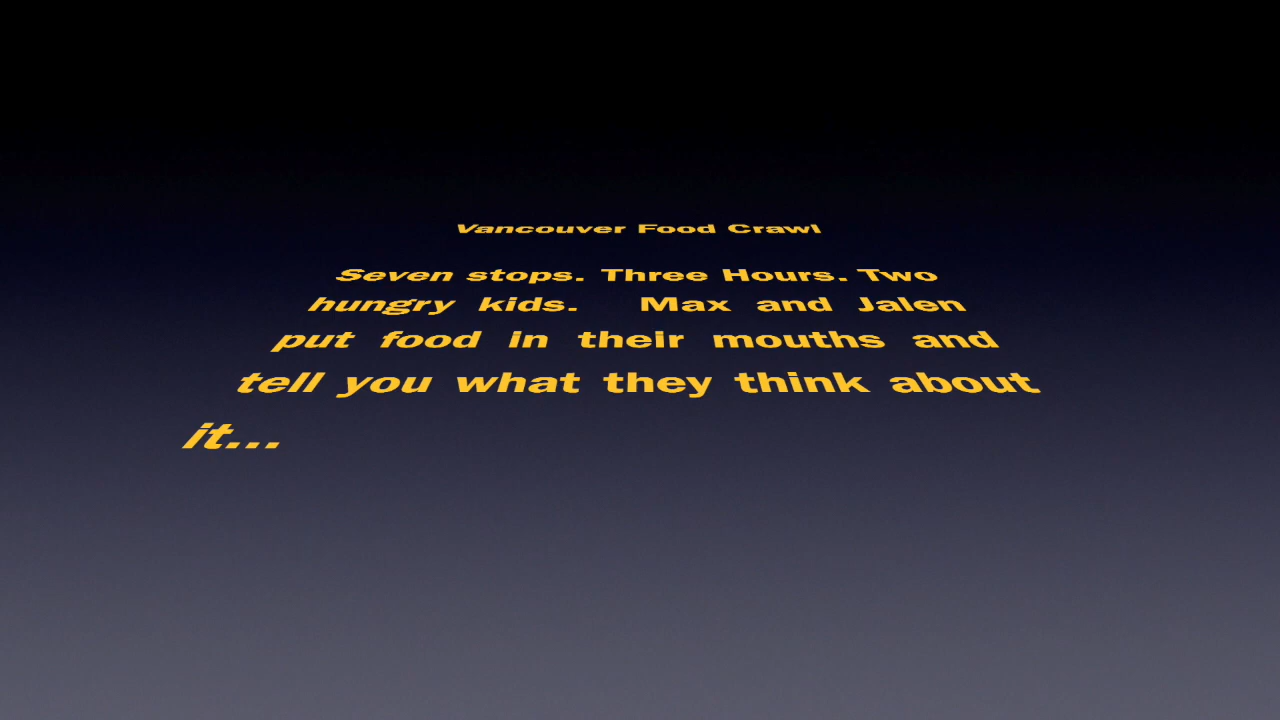 Vancouver Food Crawl
Seven stops. Three Hours. Two
hungry kids. Max and Jalen
put food in their mouths and
tell you what they think about
it...